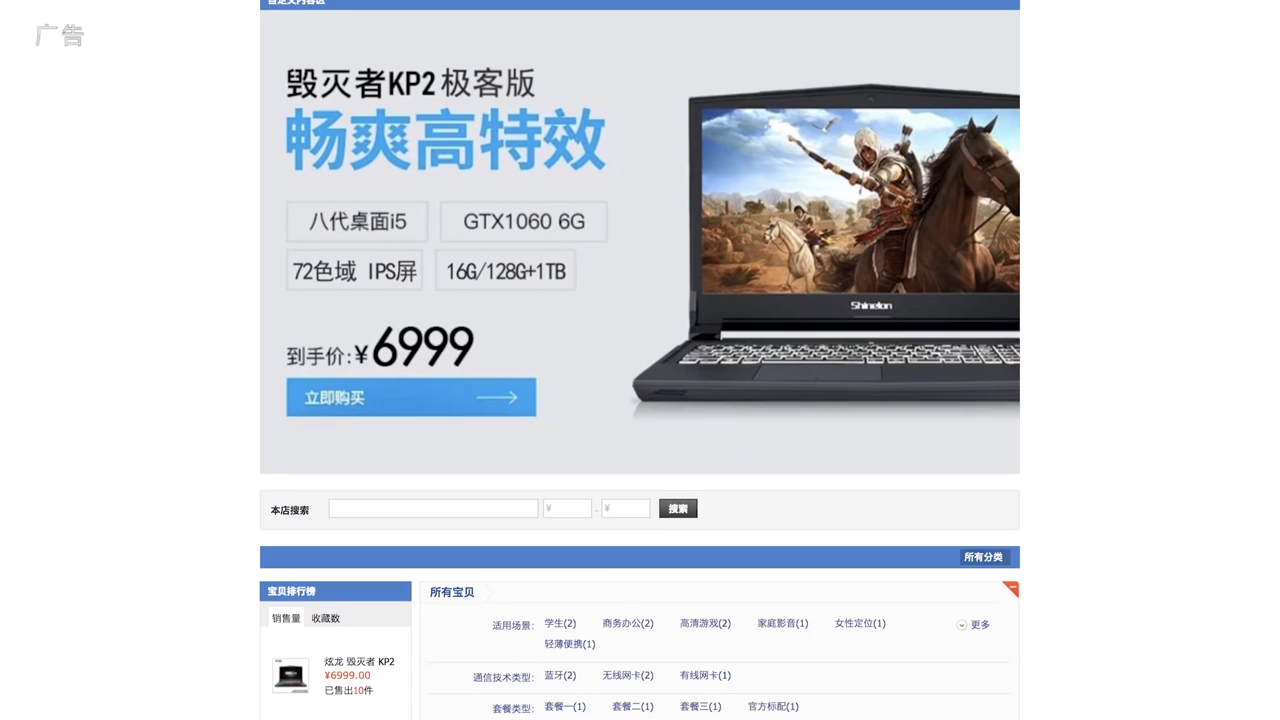 自定义内容区
广告
毁灭者KP2 极客版
畅爽高特效
八代桌面i5 GTX1060 6G
72色域 IPS屏 16G/128G+1TB
Shinelon
到手价:¥6999
立即购买
本店搜索 ¥ - ¥ 搜索
所有分类
宝贝排行榜
销售量 收藏数
炫龙 毁灭者 KP2
¥6999.00
已售出10件
所有宝贝
适用场景: 学生(2) 商务办公(2) 高清游戏(2) 家庭影音(1) 女性定位(1) 更多
轻薄便携(1)
通信技术类型: 蓝牙(2) 无线网卡(2) 有线网卡(1)
套餐类型: 套餐一(1) 套餐二(1) 套餐三(1) 官方标配(1)